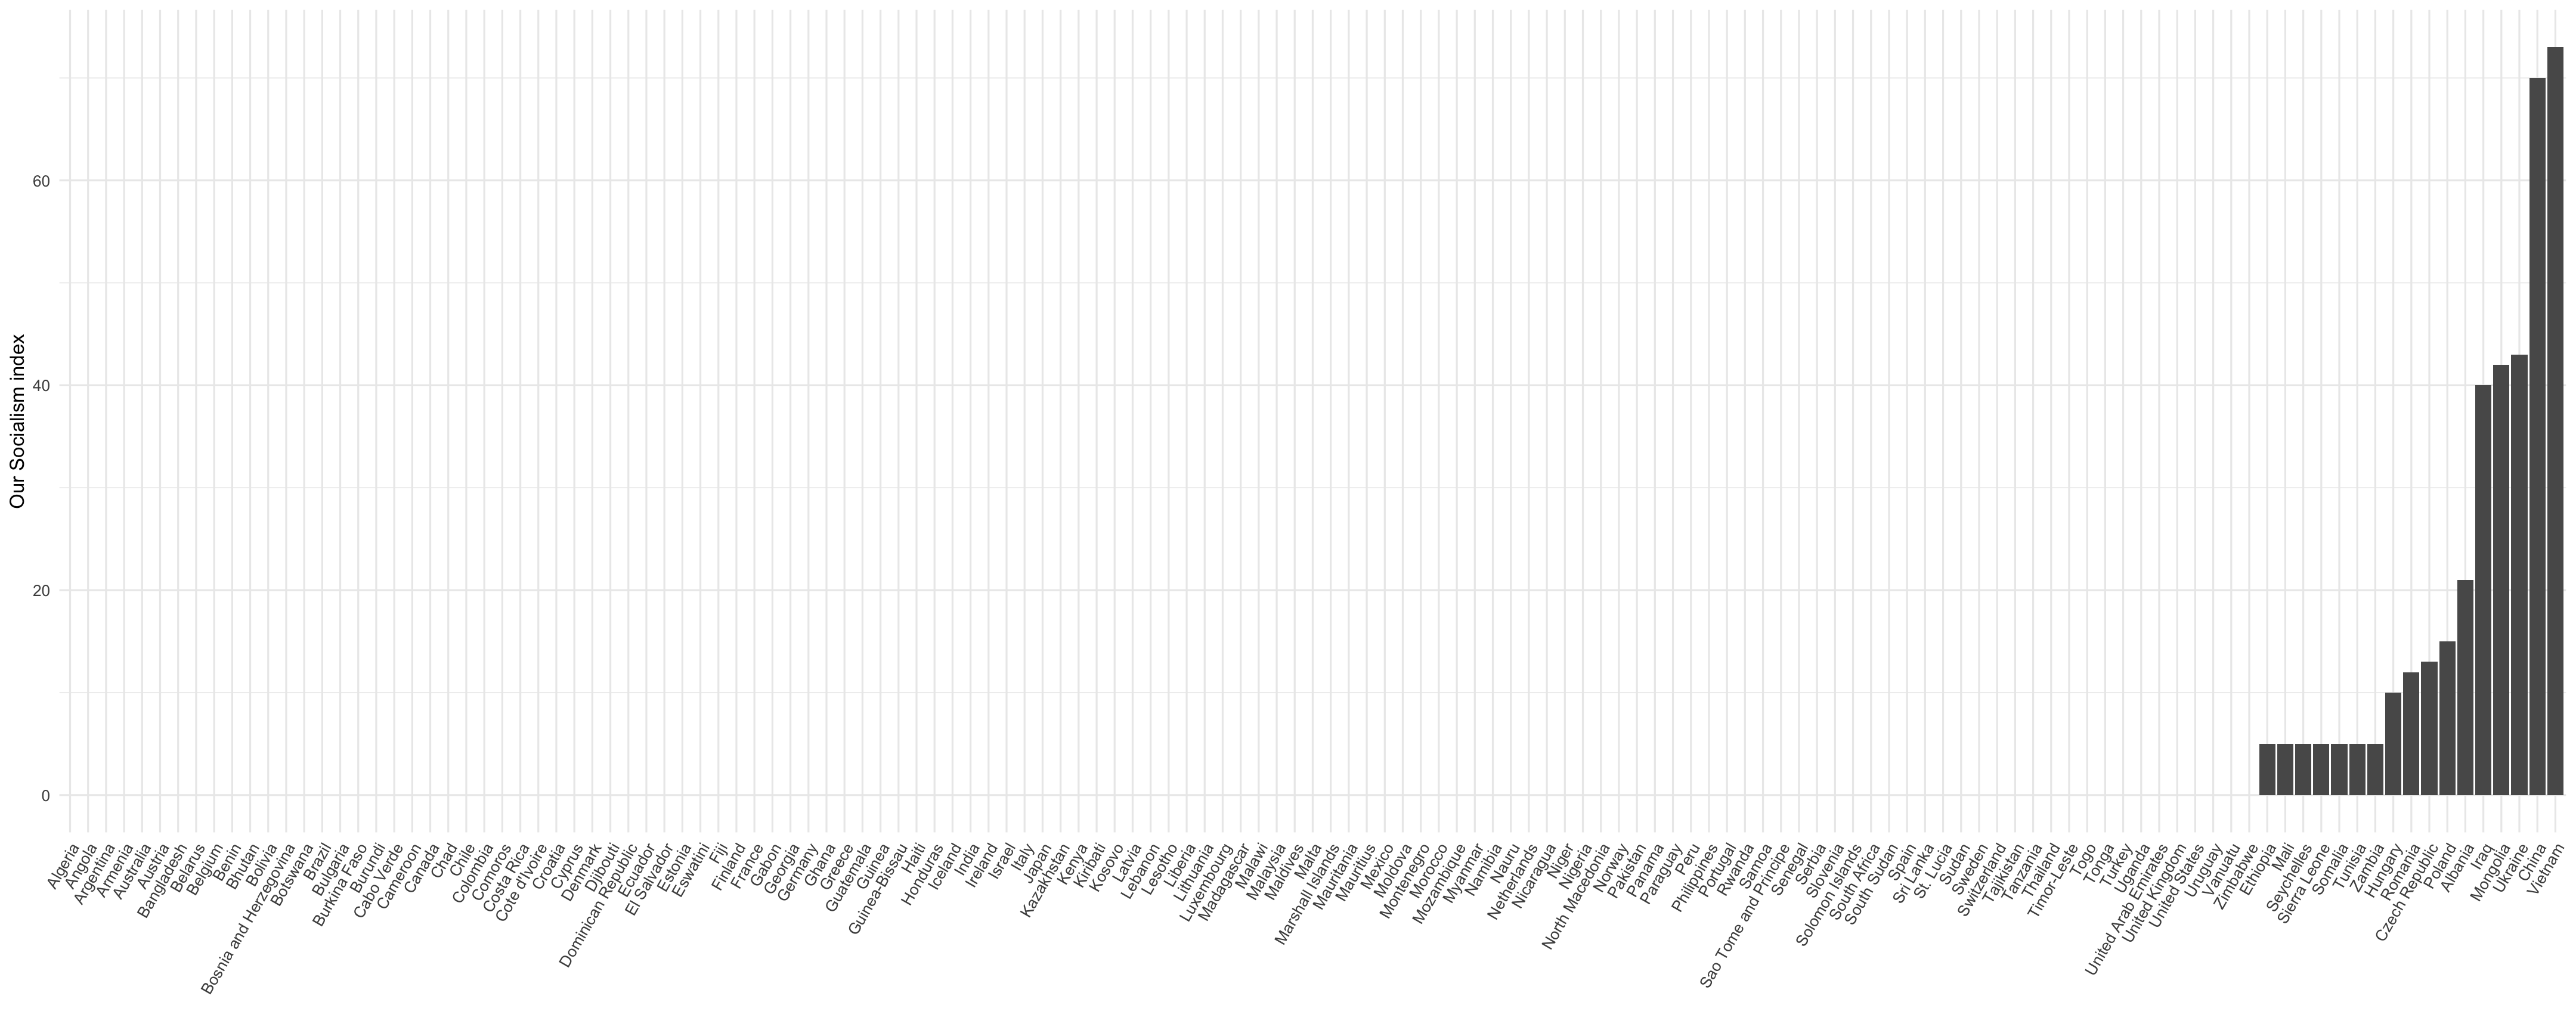 Our Socialism index
60
40
20
0
Algeria
Angola
Argentina
Armenia
Australia
Austria
Bangladesh
Belarus
Belgium
Benin
Bhutan
Bolivia
Bosnia and Herzegovina
Botswana
Brazil
Bulgaria
Burkina Faso
Burundi
Cabo Verde
Cameroon
Canada
Chad
Chile
Colombia
Comoros
Costa Rica
Cote d'Ivoire
Croatia
Cyprus
Denmark
Djibouti
Dominican Republic
Ecuador
El Salvador
Estonia
Eswatini
Fiji
Finland
France
Gabon
Georgia
Germany
Ghana
Greece
Guatemala
Guinea
Guinea-Bissau
Haiti
Honduras
Iceland
India
Ireland
Israel
Italy
Japan
Kazakhstan
Kenya
Kiribati
Kosovo
Latvia
Lebanon
Lesotho
Liberia
Lithuania
Luxembourg
Madagascar
Malawi
Malaysia
Maldives
Malta
Marshall Islands
Mauritania
Mauritius
Mexico
Moldova
Montenegro
Morocco
Mozambique
Myanmar
Namibia
Nauru
Netherlands
Nicaragua
Niger
Nigeria
North Macedonia
Norway
Pakistan
Panama
Paraguay
Peru
Philippines
Portugal
Rwanda
Samoa
Sao Tome and Principe
Senegal
Serbia
Slovenia
Solomon Islands
South Africa
South Sudan
Spain
Sri Lanka
St. Lucia
Sudan
Sweden
Switzerland
Tajikistan
Tanzania
Thailand
Timor-Leste
Togo
Tonga
Turkey
Uganda
United Arab Emirates
United Kingdom
United States
Uruguay
Vanuatu
Zimbabwe
Ethiopia
Mali
Seychelles
Sierra Leone
Somalia
Tunisia
Zambia
Hungary
Romania
Czech Republic
Poland
Albania
Iraq
Mongolia
Ukraine
China
Vietnam